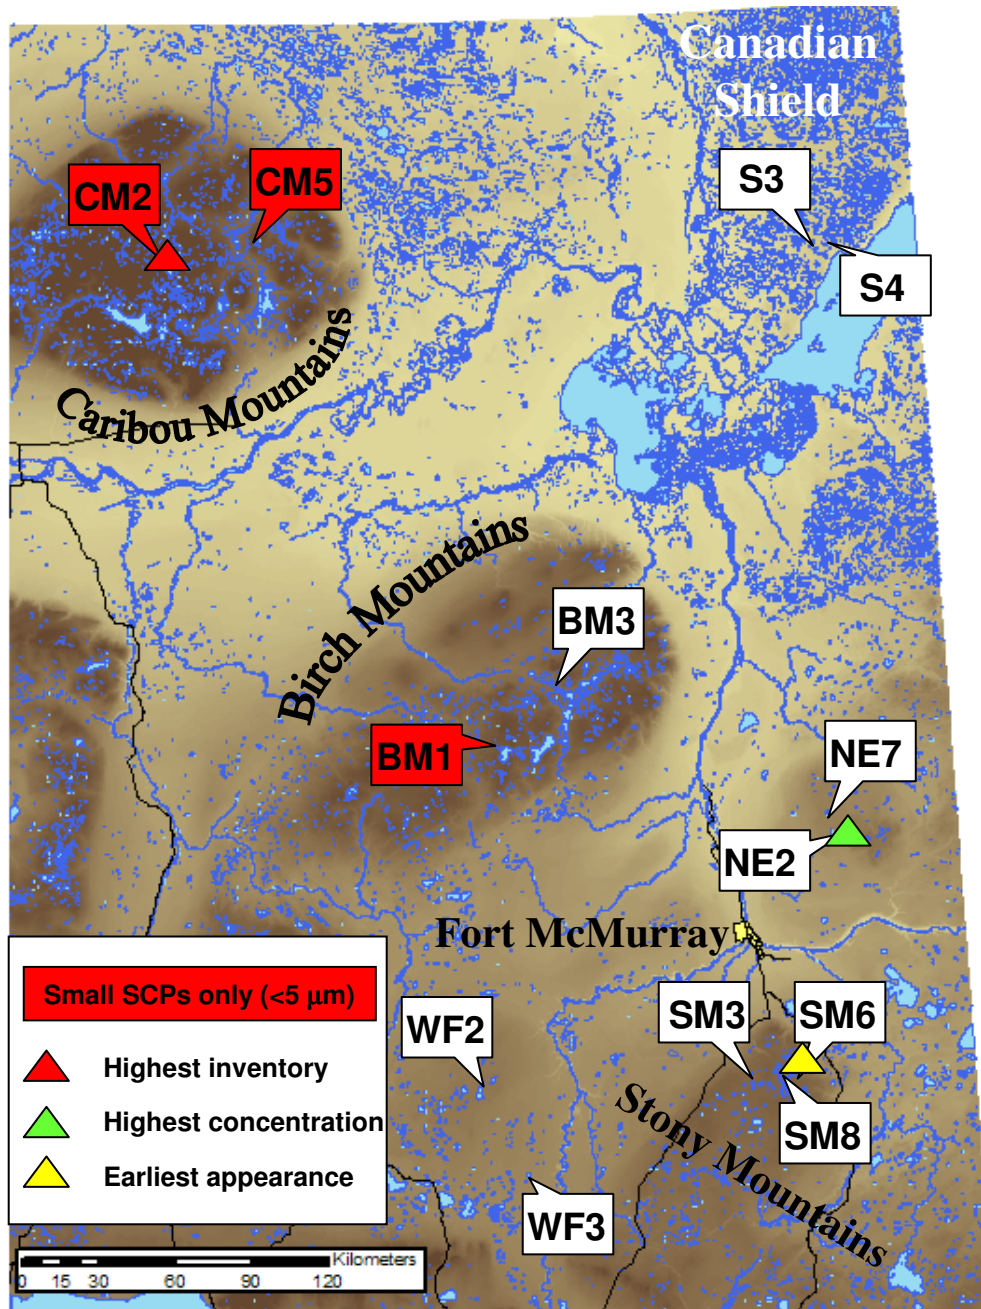 Canadian
Shield
CM2
CM5
S3
S4
Caribou Mountains
Birch Mountains
BM3
BM1
NE7
NE2
Fort McMurray
SM3
SM6
WF2
SM8
Stony Mountains
WF3
Small SCPs only (<5 μm)
Highest inventory
Highest concentration
Earliest appearance
Kilometers
0 15 30 60 90 120